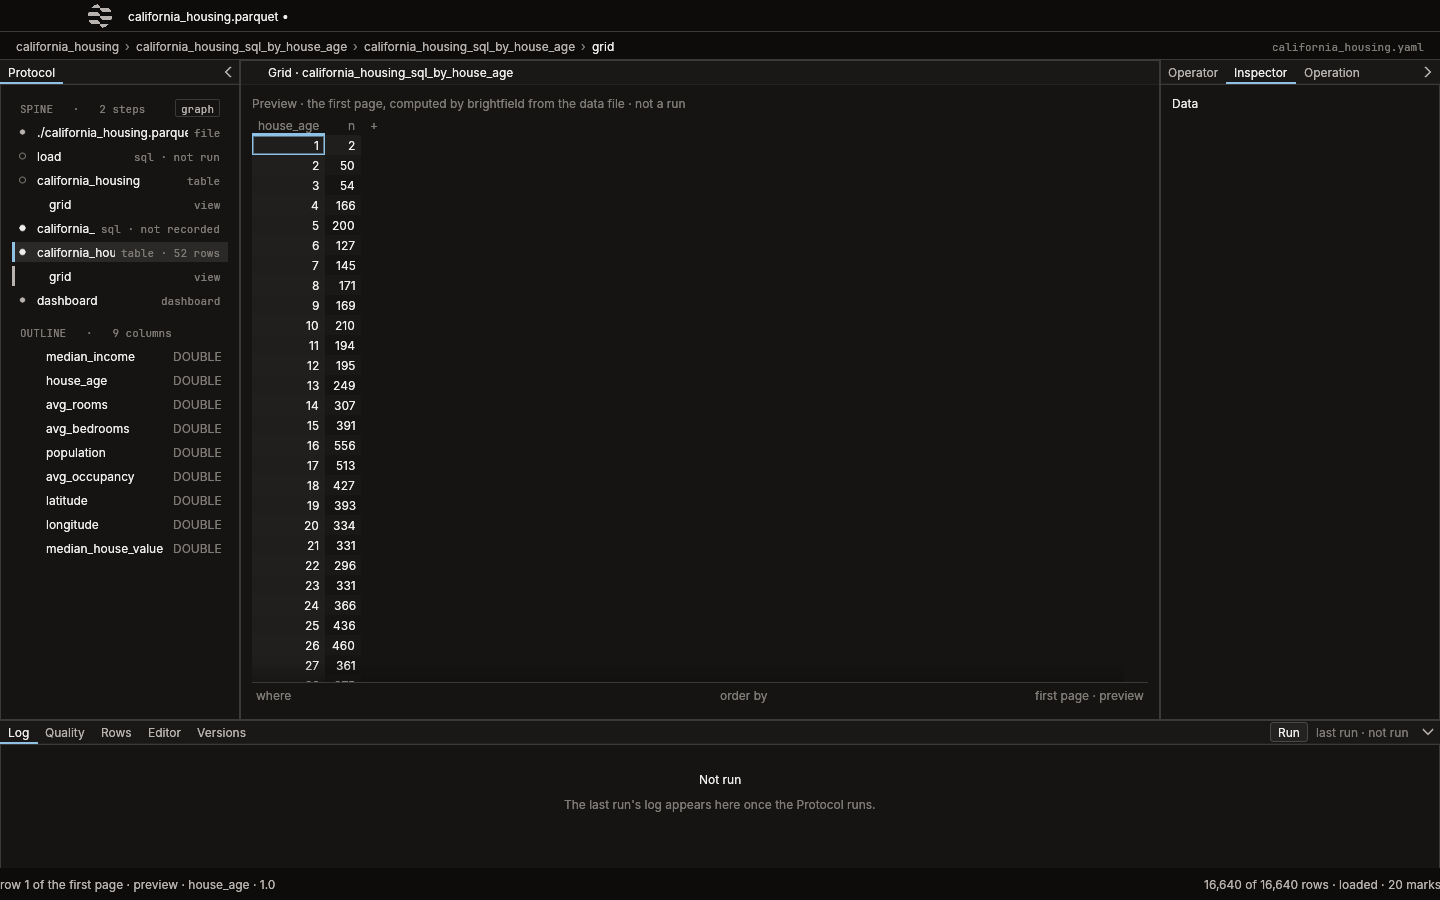 california_housing.parquet •
california_housing › california_housing_sql_by_house_age › california_housing_sql_by_house_age › grid
california_housing.yaml
Protocol
SPINE · 2 steps graph
./california_housing.parque file
load sql · not run
california_housing table
grid view
california_ sql · not recorded
california_hou table · 52 rows
grid view
dashboard dashboard
OUTLINE · 9 columns
median_income DOUBLE
house_age DOUBLE
avg_rooms DOUBLE
avg_bedrooms DOUBLE
population DOUBLE
avg_occupancy DOUBLE
latitude DOUBLE
longitude DOUBLE
median_house_value DOUBLE
Grid · california_housing_sql_by_house_age
Preview · the first page, computed by brightfield from the data file · not a run
house_age n +
1 2
2 50
3 54
4 166
5 200
6 127
7 145
8 171
9 169
10 210
11 194
12 195
13 249
14 307
15 391
16 556
17 513
18 427
19 393
20 334
21 331
22 296
23 331
24 366
25 436
26 460
27 361
where order by first page · preview
Operator Inspector Operation
Data
Log Quality Rows Editor Versions
Run last run · not run
Not run
The last run's log appears here once the Protocol runs.
row 1 of the first page · preview · house_age · 1.0
16,640 of 16,640 rows · loaded · 20 marks